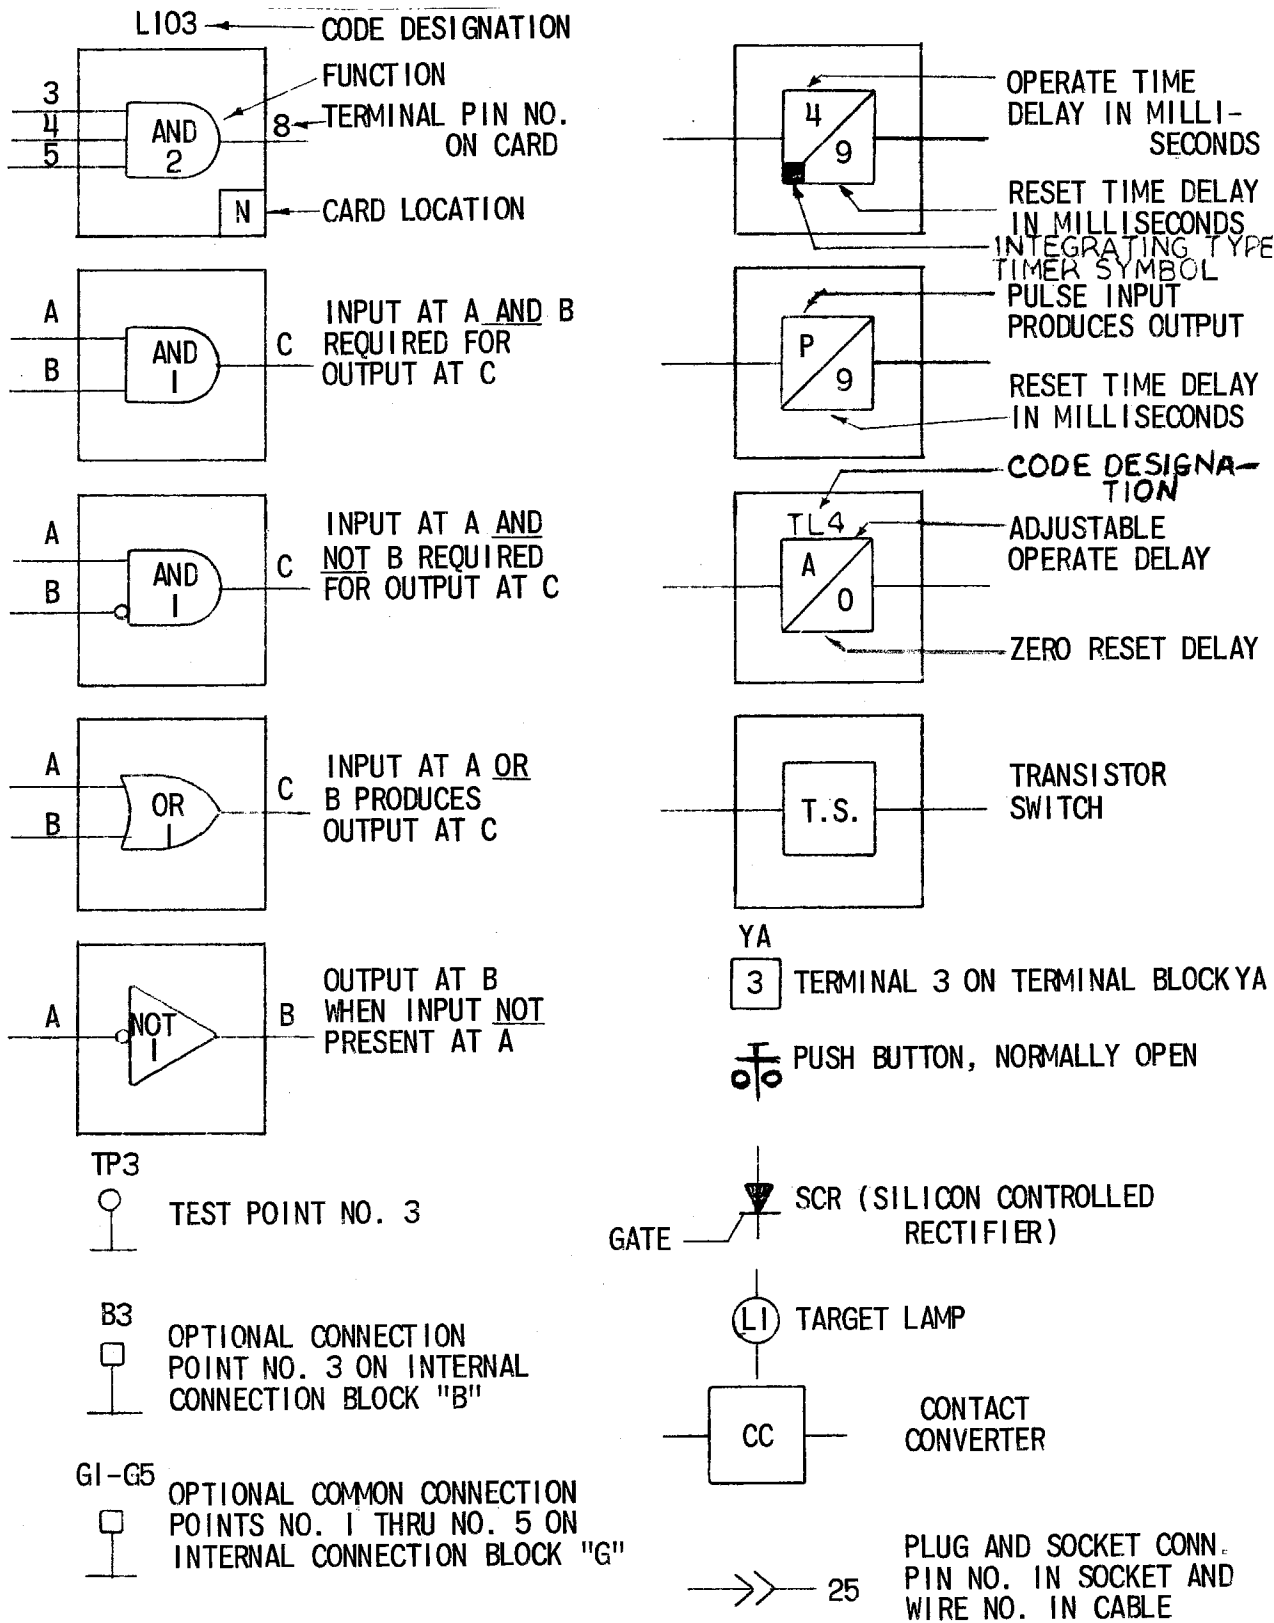 L103
CODE DESIGNATION
FUNCTION
3
4
5
AND
2
8
TERMINAL PIN NO.
ON CARD
N
CARD LOCATION
A
B
AND
1
C
INPUT AT A AND B
REQUIRED FOR
OUTPUT AT C
A
B
AND
1
C
INPUT AT A AND
NOT B REQUIRED
FOR OUTPUT AT C
A
B
OR
1
C
INPUT AT A OR
B PRODUCES
OUTPUT AT C
A
NOT
1
B
OUTPUT AT B
WHEN INPUT NOT
PRESENT AT A
TP3
TEST POINT NO. 3
B3
OPTIONAL CONNECTION
POINT NO. 3 ON INTERNAL
CONNECTION BLOCK "B"
G1-G5
OPTIONAL COMMON CONNECTION
POINTS NO. 1 THRU NO. 5 ON
INTERNAL CONNECTION BLOCK "G"
4
9
OPERATE TIME
DELAY IN MILLI-
SECONDS
RESET TIME DELAY
IN MILLISECONDS
INTEGRATING TYPE
TIMER SYMBOL
P
9
PULSE INPUT
PRODUCES OUTPUT
RESET TIME DELAY
IN MILLISECONDS
CODE DESIGNA-
TION
TL4
A
0
ADJUSTABLE
OPERATE DELAY
ZERO RESET DELAY
T.S.
TRANSISTOR
SWITCH
YA
3
TERMINAL 3 ON TERMINAL BLOCK YA
PUSH BUTTON, NORMALLY OPEN
SCR (SILICON CONTROLLED
RECTIFIER)
GATE
L1
TARGET LAMP
CC
CONTACT
CONVERTER
25
PLUG AND SOCKET CONN.
PIN NO. IN SOCKET AND
WIRE NO. IN CABLE